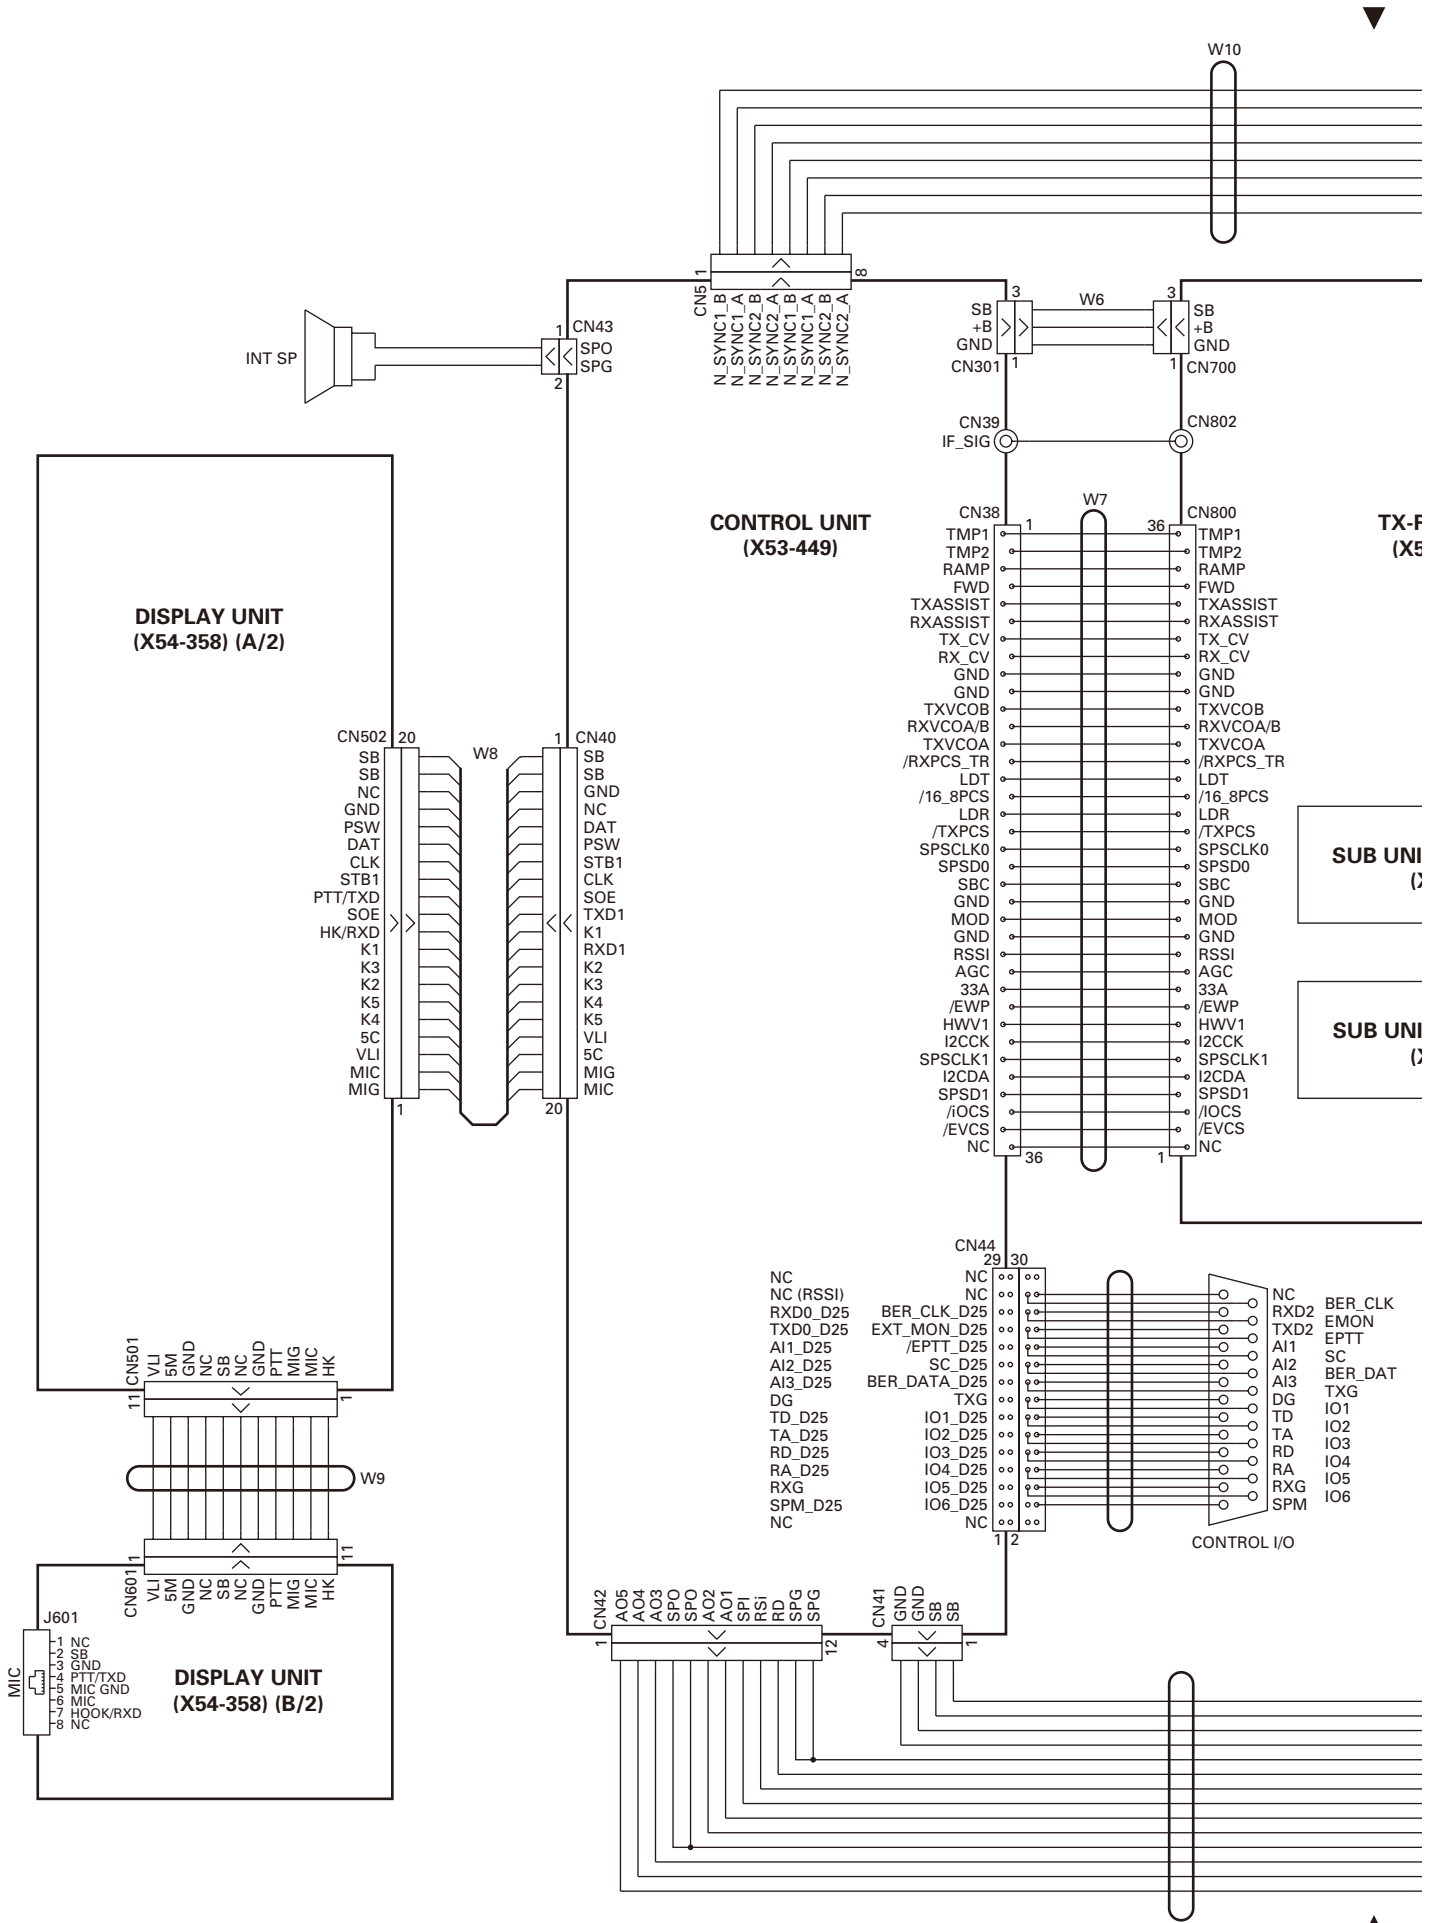 W10
CN5
1
8
N_SYNC1_B
N_SYNC1_A
N_SYNC2_B
N_SYNC2_A
N_SYNC1_B
N_SYNC1_A
N_SYNC2_B
N_SYNC2_A
INT SP
1 CN43
SPO
SPG
2
3
SB
+B
GND
CN301 1
W6
3
SB
+B
GND
1 CN700
CN39
IF_SIG
CN802
CONTROL UNIT
(X53-449)
TX-F
(X5
DISPLAY UNIT
(X54-358) (A/2)
W7
CN38
1
TMP1
TMP2
RAMP
FWD
TXASSIST
RXASSIST
TX_CV
RX_CV
GND
GND
TXVCOB
RXVCOA/B
TXVCOA
/RXPCS_TR
LDT
/16_8PCS
LDR
/TXPCS
SPSCLK0
SPSD0
SBC
GND
MOD
GND
RSSI
AGC
33A
/EWP
HWV1
I2CCK
SPSCLK1
I2CDA
SPSD1
/iOCS
/EVCS
NC
36
CN800
36
TMP1
TMP2
RAMP
FWD
TXASSIST
RXASSIST
TX_CV
RX_CV
GND
GND
TXVCOB
RXVCOA/B
TXVCOA
/RXPCS_TR
LDT
/16_8PCS
LDR
/TXPCS
SPSCLK0
SPSD0
SBC
GND
MOD
GND
RSSI
AGC
33A
/EWP
HWV1
I2CCK
SPSCLK1
I2CDA
SPSD1
/IOCS
/EVCS
NC
1
SUB UNI
(X
SUB UNI
(X
CN502 20
SB
SB
NC
GND
PSW
DAT
CLK
STB1
PTT/TXD
SOE
HK/RXD
K1
K3
K2
K5
K4
5C
VLI
MIC
MIG
1
W8
1 CN40
SB
SB
GND
NC
DAT
PSW
STB1
CLK
SOE
TXD1
K1
RXD1
K2
K3
K4
K5
VLI
5C
MIG
MIC
20
CN44
29 30
NC
NC (RSSI)
RXD0_D25
TXD0_D25
AI1_D25
AI2_D25
AI3_D25
DG
TD_D25
TA_D25
RD_D25
RA_D25
RXG
SPM_D25
NC
NC
NC
BER_CLK_D25
EXT_MON_D25
/EPTT_D25
SC_D25
BER_DATA_D25
TXG
IO1_D25
IO2_D25
IO3_D25
IO4_D25
IO5_D25
IO6_D25
NC
1 2
NC
RXD2
TXD2
AI1
AI2
AI3
DG
TD
TA
RD
RA
RXG
SPM
BER_CLK
EMON
EPTT
SC
BER_DAT
TXG
IO1
IO2
IO3
IO4
IO5
IO6
CONTROL I/O
CN501
11
VLI
5M
GND
NC
SB
NC
GND
PTT
MIG
MIC
HK
1
W9
CN601
1
11
VLI
5M
GND
NC
SB
NC
GND
PTT
MIG
MIC
HK
J601
MIC
1 NC
2 SB
3 GND
4 PTT/TXD
5 MIC GND
6 MIC
7 HOOK/RXD
8 NC
DISPLAY UNIT
(X54-358) (B/2)
CN42
1
AO5
AO4
AO3
SPO
SPO
AO2
AO1
SPI
RSi
RD
SPG
SPG
12
CN41
4
GND
GND
SB
SB
1